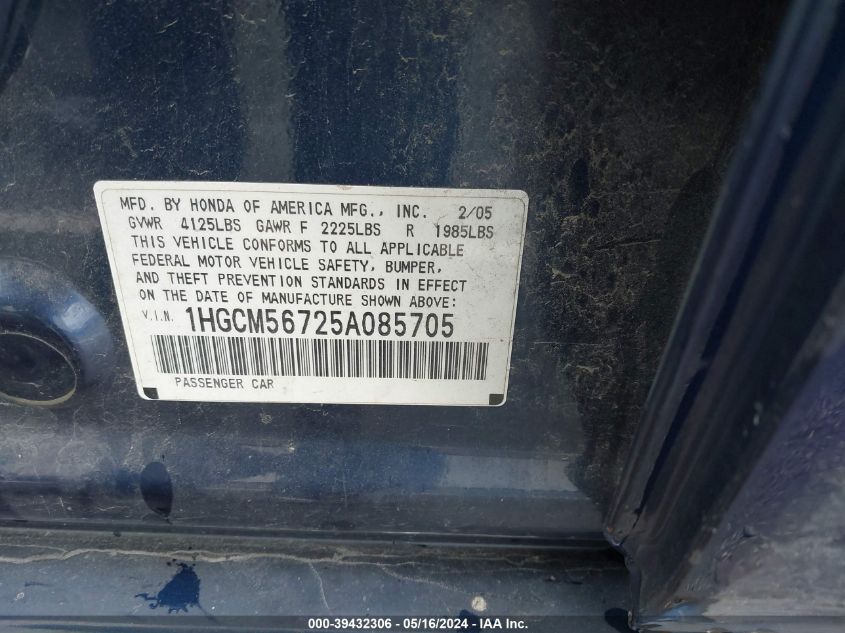 MFD. BY HONDA OF AMERICA MFG., INC. 2/05
GVWR 4125LBS GAWR F 2225LBS R 1985LBS
THIS VEHICLE CONFORMS TO ALL APPLICABLE
FEDERAL MOTOR VEHICLE SAFETY, BUMPER,
AND THEFT PREVENTION STANDARDS IN EFFECT
ON THE DATE OF MANUFACTURE SHOWN ABOVE:
V.I.N. 1HGCM56725A085705
PASSENGER CAR
000-39432306 - 05/16/2024 - IAA Inc.